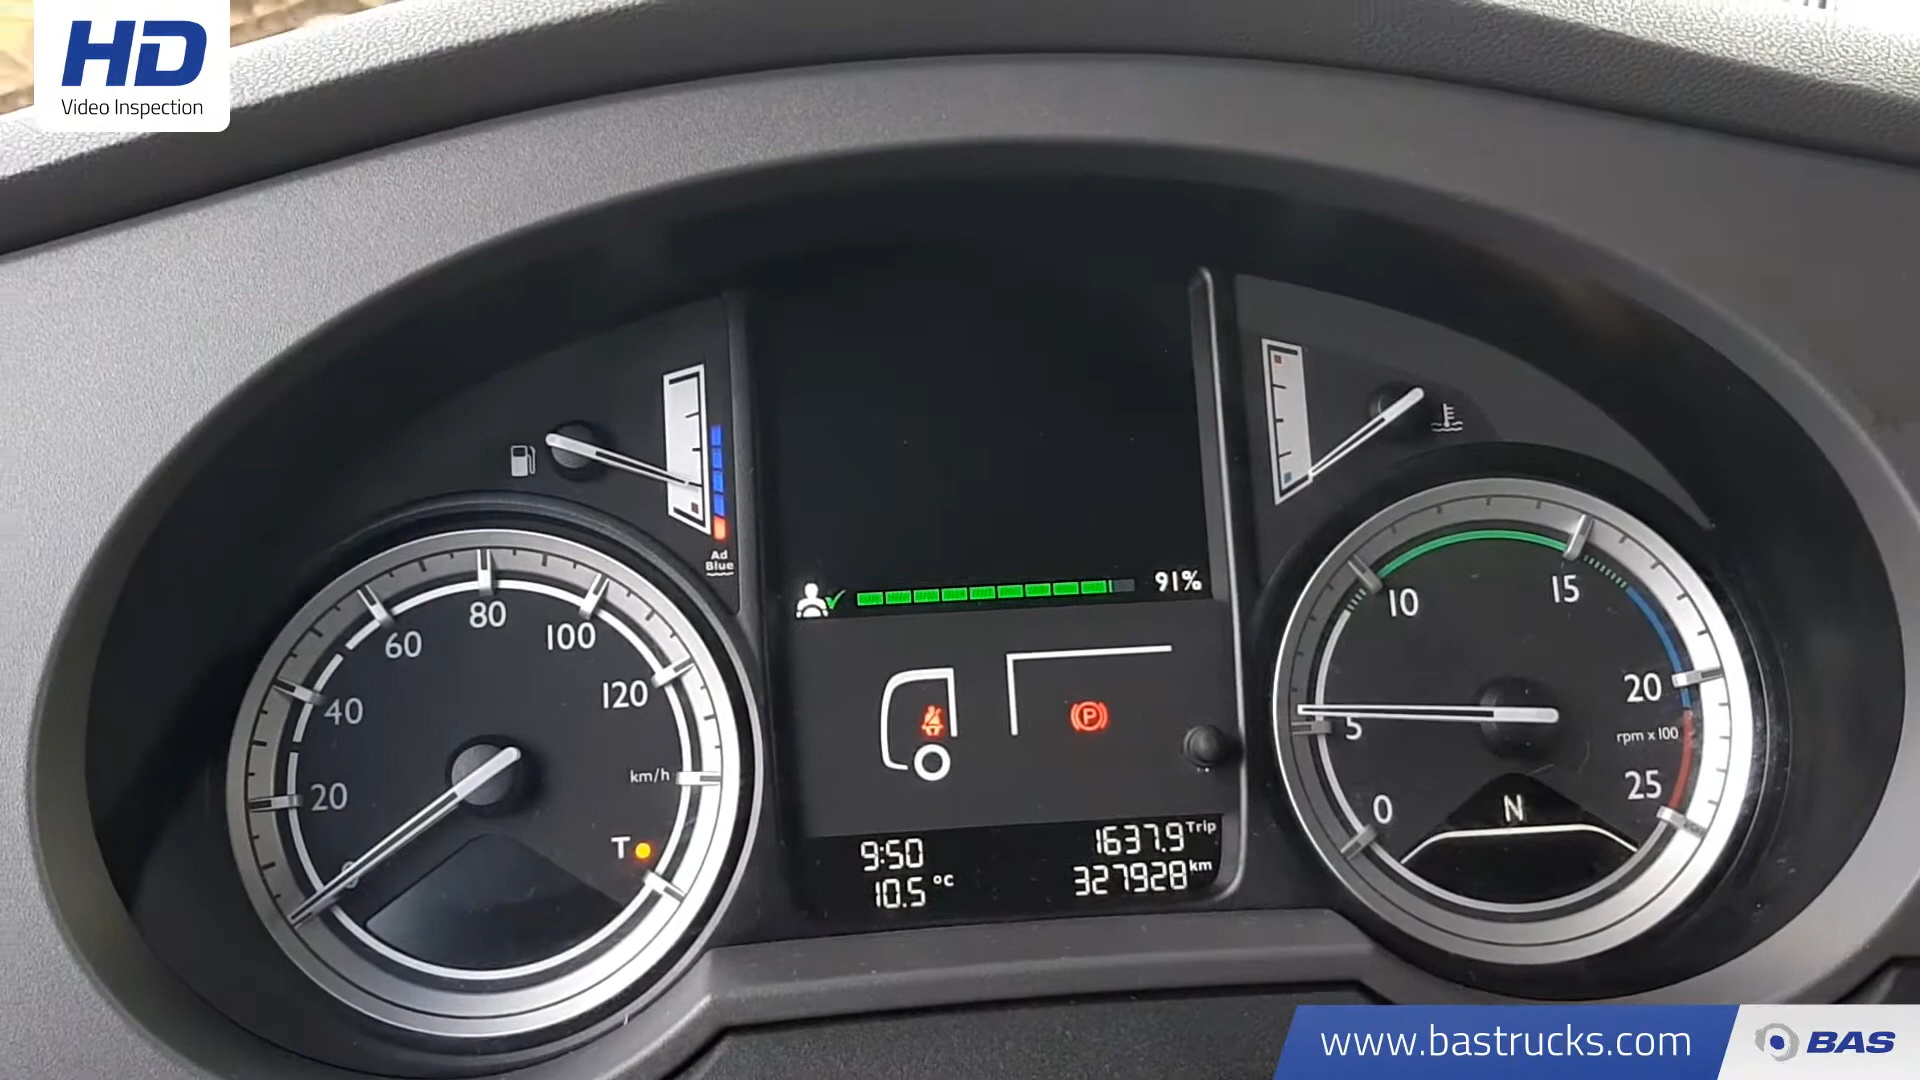 HD
Video Inspection
Ad
Blue
91%
20
40
60
80
100
120
km/h
0
T
9:50
10.5 °C
1637.9 Trip
327928 km
0
5
10
15
20
25
rpm x 100
N
P
www.bastrucks.com
BAS